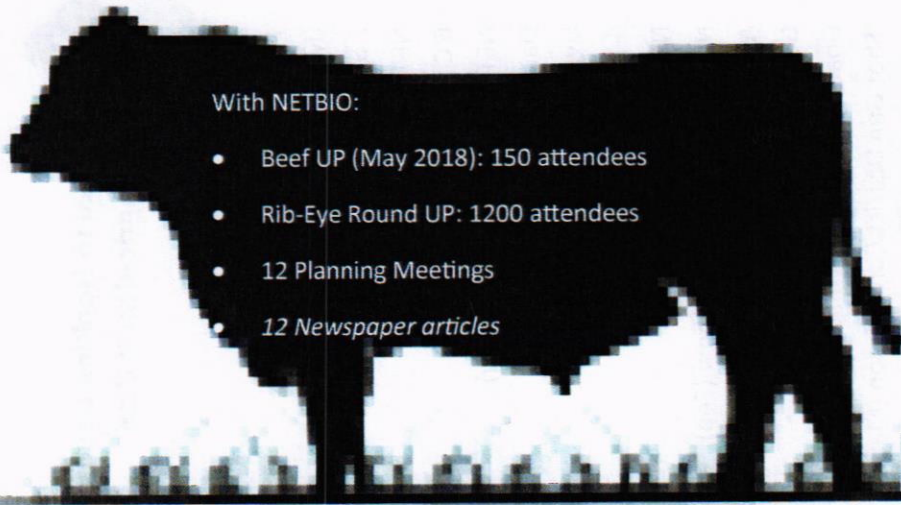 With NETBIO:
• Beef UP (May 2018): 150 attendees
• Rib-Eye Round UP: 1200 attendees
• 12 Planning Meetings
• 12 Newspaper articles